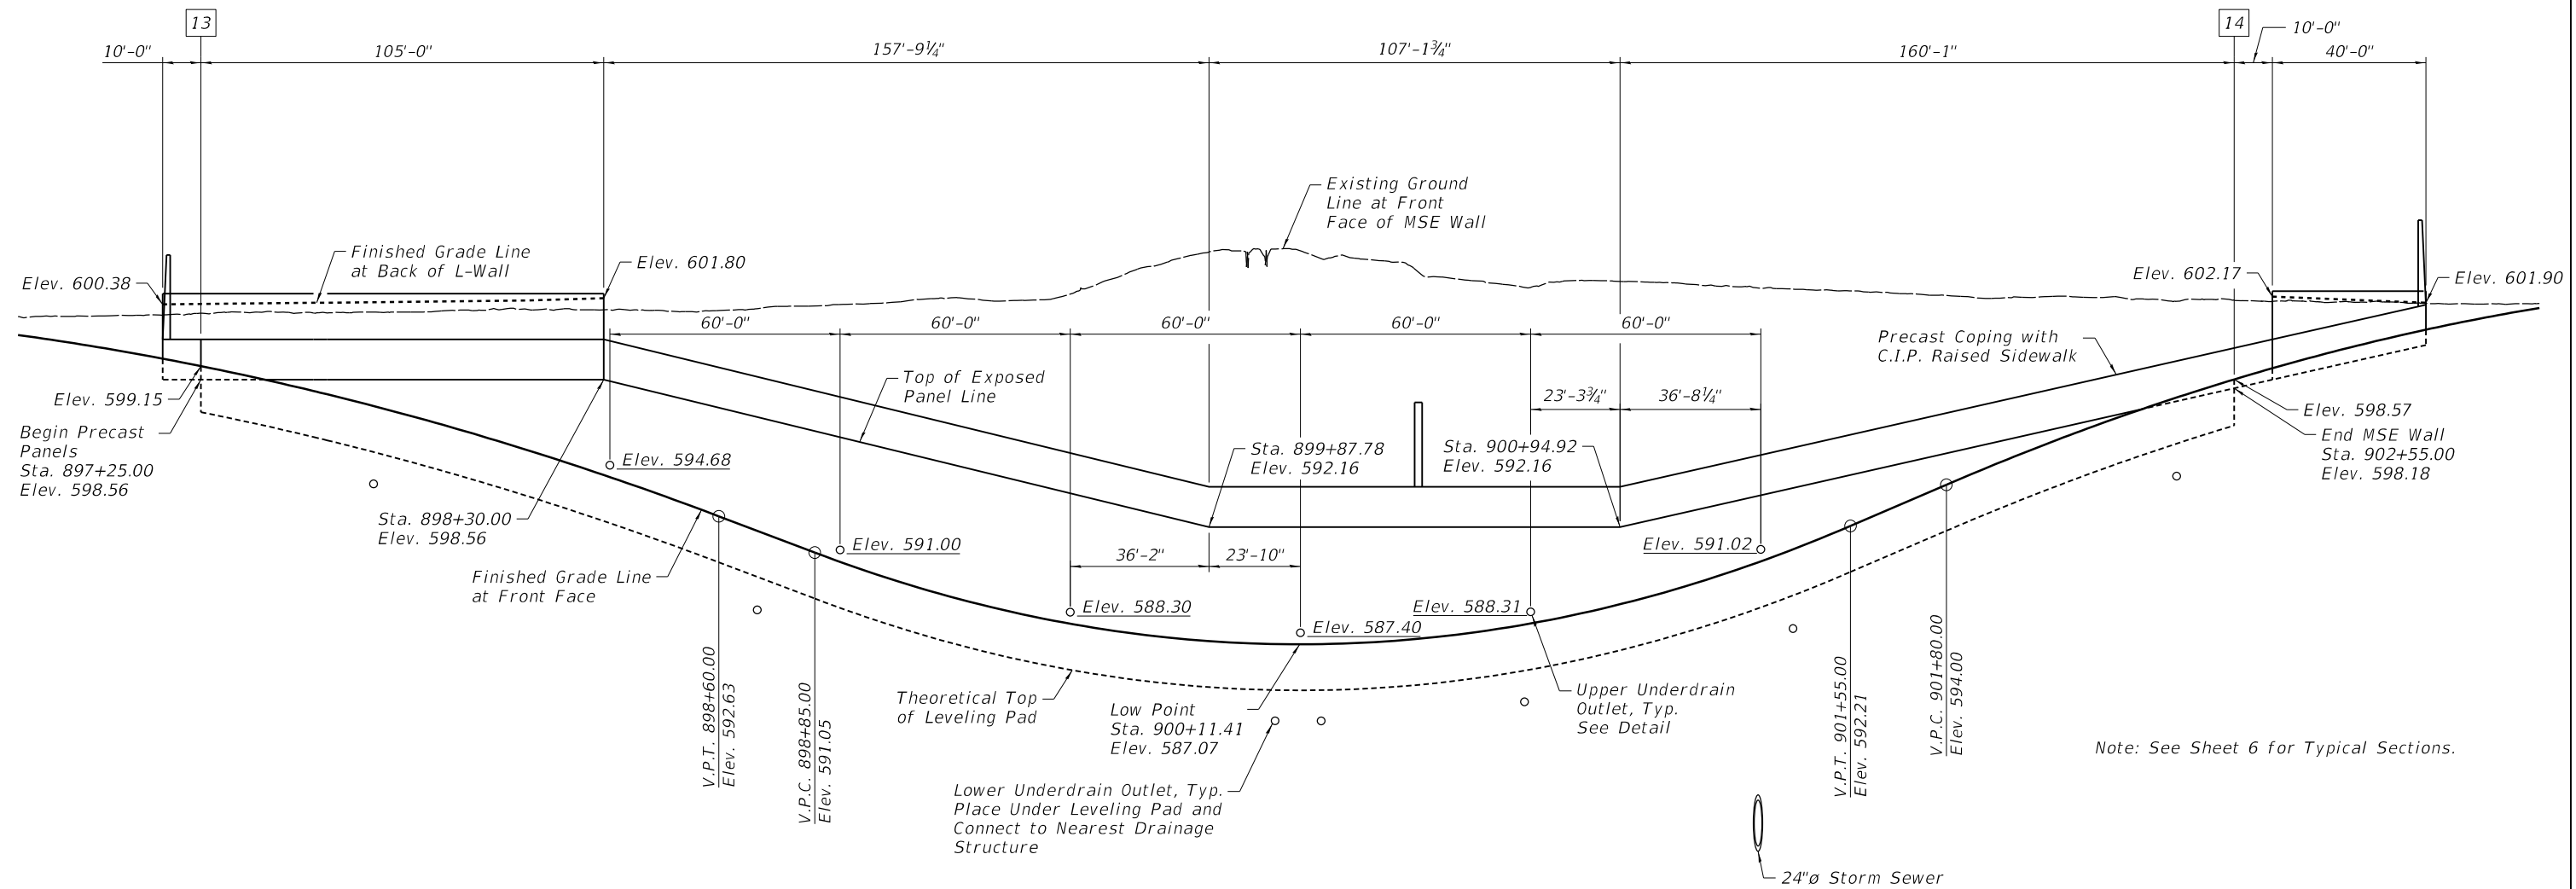 13
14
10'-0"
105'-0"
157'-9¼"
107'-1¾"
160'-1"
10'-0"
40'-0"
Existing Ground
Line at Front
Face of MSE Wall
Finished Grade Line
at Back of L-Wall
Elev. 601.80
Elev. 600.38
Elev. 602.17
Elev. 601.90
60'-0"
60'-0"
60'-0"
60'-0"
60'-0"
Precast Coping with
C.I.P. Raised Sidewalk
Top of Exposed
Panel Line
23'-3¾"
36'-8¼"
Elev. 599.15
Begin Precast
Panels
Sta. 897+25.00
Elev. 598.56
Elev. 598.57
End MSE Wall
Sta. 902+55.00
Elev. 598.18
Elev. 594.68
Sta. 899+87.78
Elev. 592.16
Sta. 900+94.92
Elev. 592.16
Sta. 898+30.00
Elev. 598.56
Elev. 591.00
36'-2"
23'-10"
Elev. 591.02
Finished Grade Line
at Front Face
Elev. 588.30
Elev. 588.31
Elev. 587.40
V.P.T. 898+60.00
Elev. 592.63
V.P.C. 898+85.00
Elev. 591.05
Theoretical Top
of Leveling Pad
Low Point
Sta. 900+11.41
Elev. 587.07
Upper Underdrain
Outlet, Typ.
See Detail
V.P.T. 901+55.00
Elev. 592.21
V.P.C. 901+80.00
Elev. 594.00
Note: See Sheet 6 for Typical Sections.
Lower Underdrain Outlet, Typ.
Place Under Leveling Pad and
Connect to Nearest Drainage
Structure
24"ø Storm Sewer